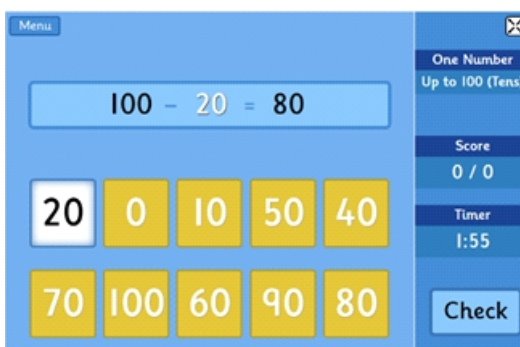 Menu
100 - 20 = 80
20 0 10 50 40
70 100 60 90 80
One Number
Up to 100 (Tens
Score
0 / 0
Timer
1:55
Check